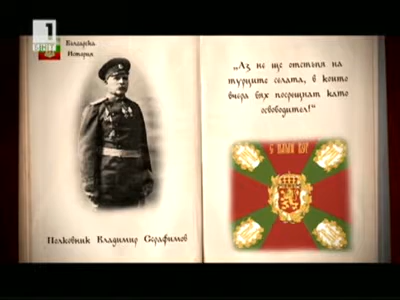 1
БНТ
Българска
История
Полковник Владимир Серафимов
„Аз не ще отстъпя на
турците селата, в които
вчера бях посрещнат като
освободител!“